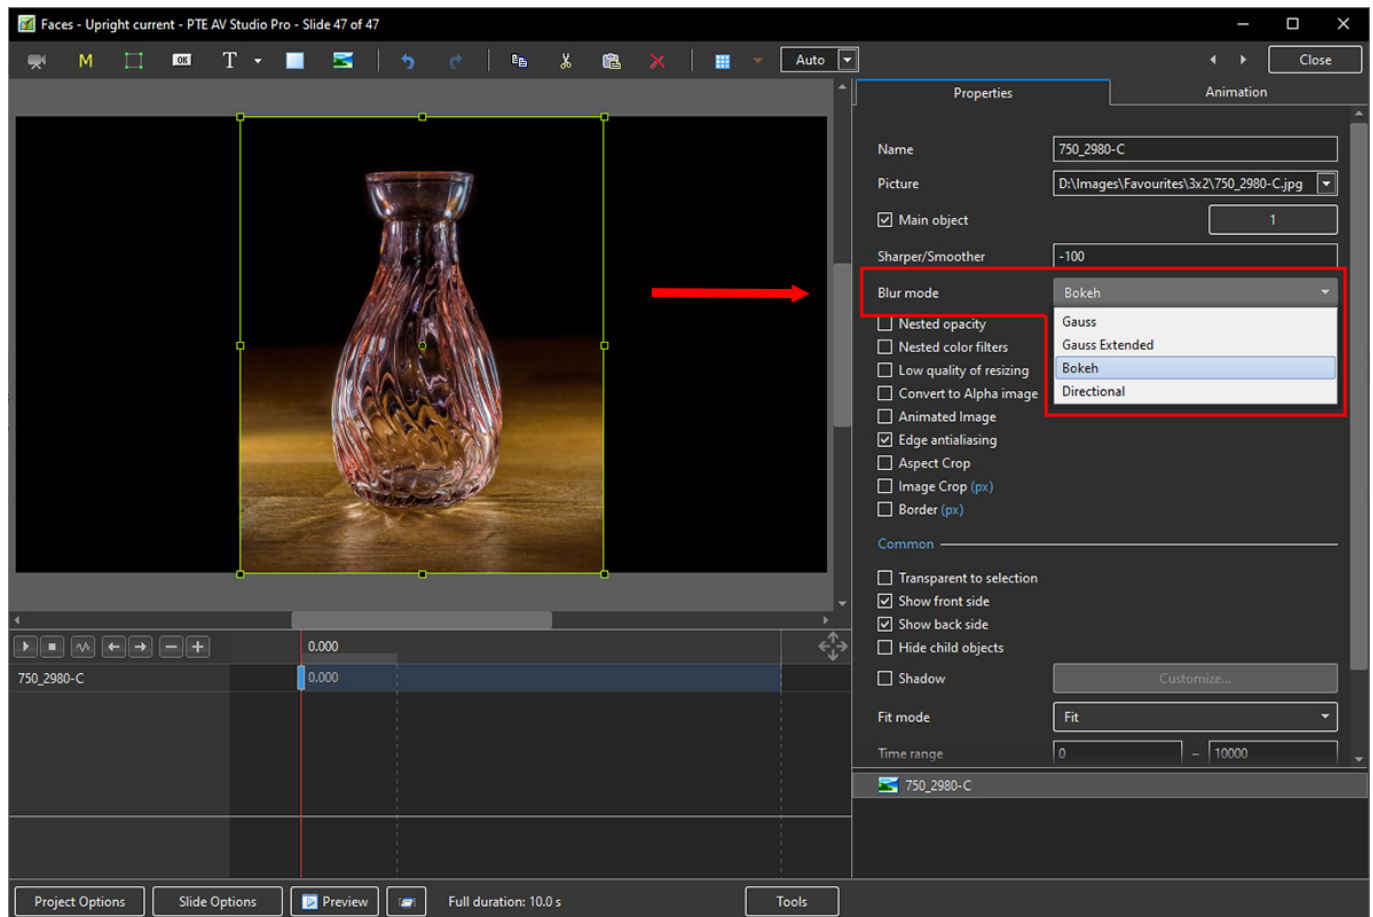 Faces - Upright current - PTE AV Studio Pro - Slide 47 of 47
M
OK
T
Auto
Close
Properties
Animation
Name
750_2980-C
Picture
D:\Images\Favourites\3x2\750_2980-C.jpg
Main object
1
Sharper/Smoother
-100
Blur mode
Bokeh
Gauss
Gauss Extended
Bokeh
Directional
Nested opacity
Nested color filters
Low quality of resizing
Convert to Alpha image
Animated Image
Edge antialiasing
Aspect Crop
Image Crop (px)
Border (px)
Common
Transparent to selection
Show front side
Show back side
Hide child objects
Shadow
Customize...
Fit mode
Fit
Time range
0
–
10000
750_2980-C
0.000
750_2980-C
0.000
Project Options
Slide Options
Preview
Full duration: 10.0 s
Tools